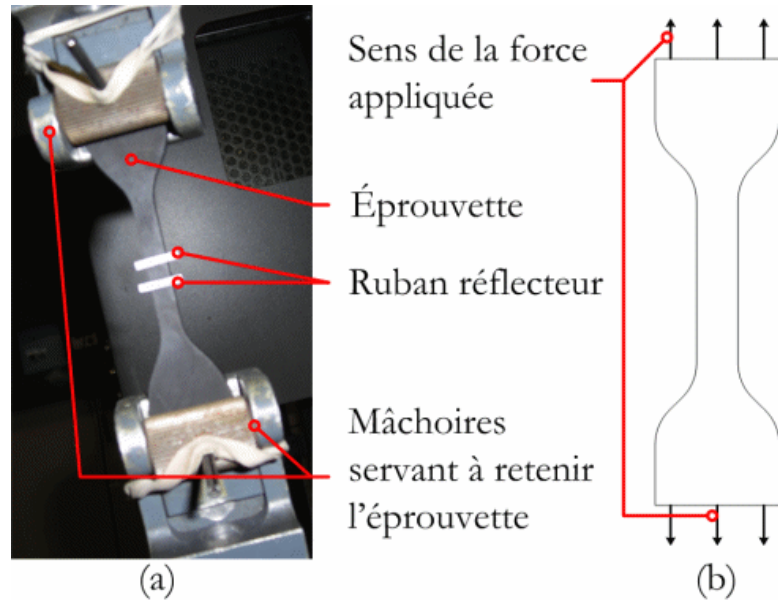 Sens de la force
appliquée
Éprouvette
Ruban réflecteur
Mâchoires
servant à retenir
l'éprouvette
(a)
(b)